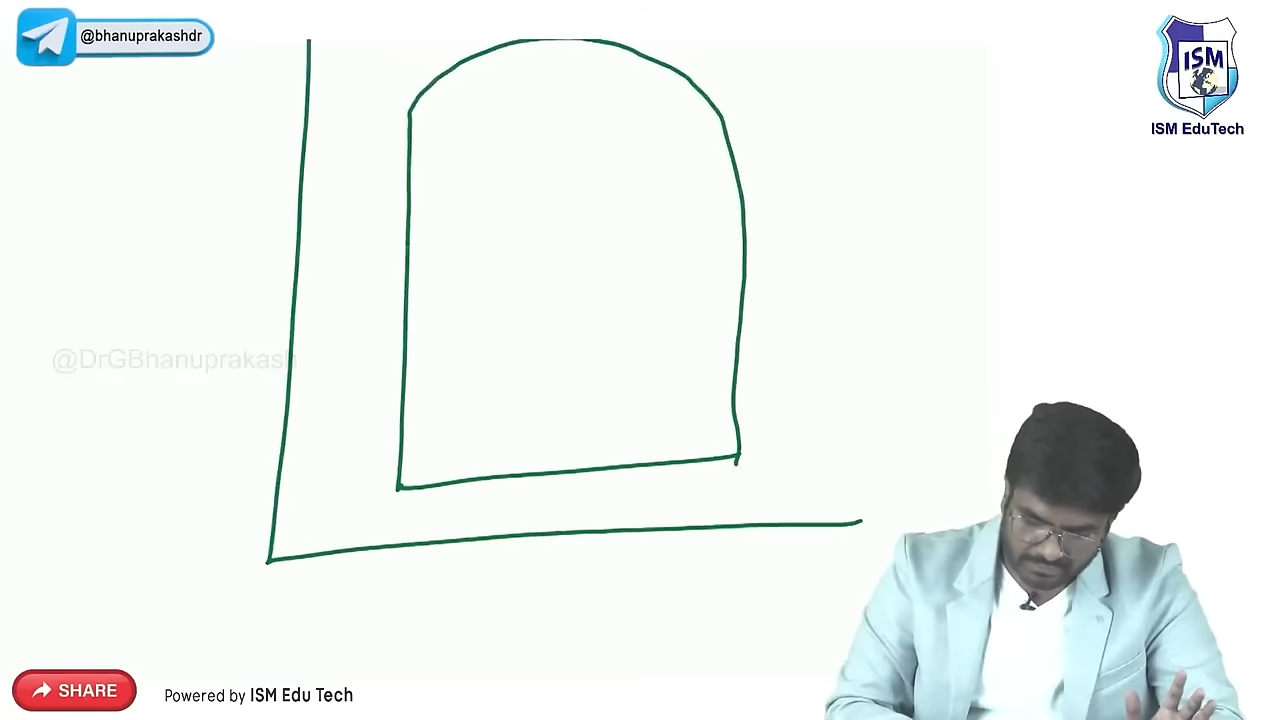 @bhanuprakashdr
ISM
ISM EduTech
@DrGBhanuprakash
SHARE
Powered by ISM Edu Tech